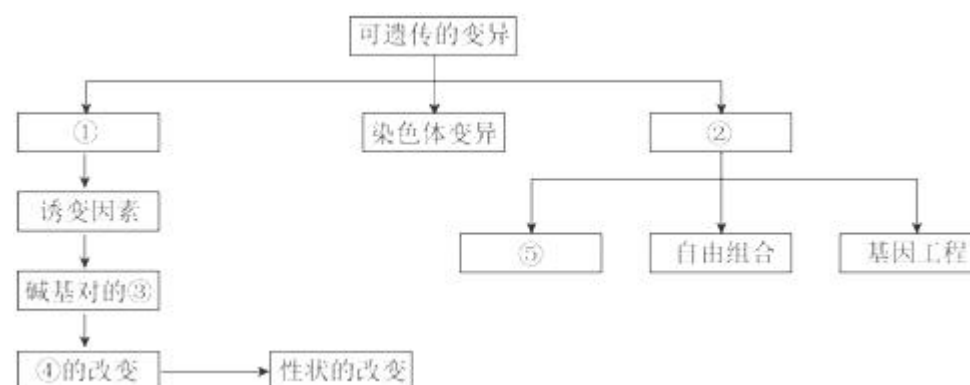 可遗传的变异
①
染色体变异
②
诱变因素
⑤
自由组合
基因工程
碱基对的③
④的改变
性状的改变